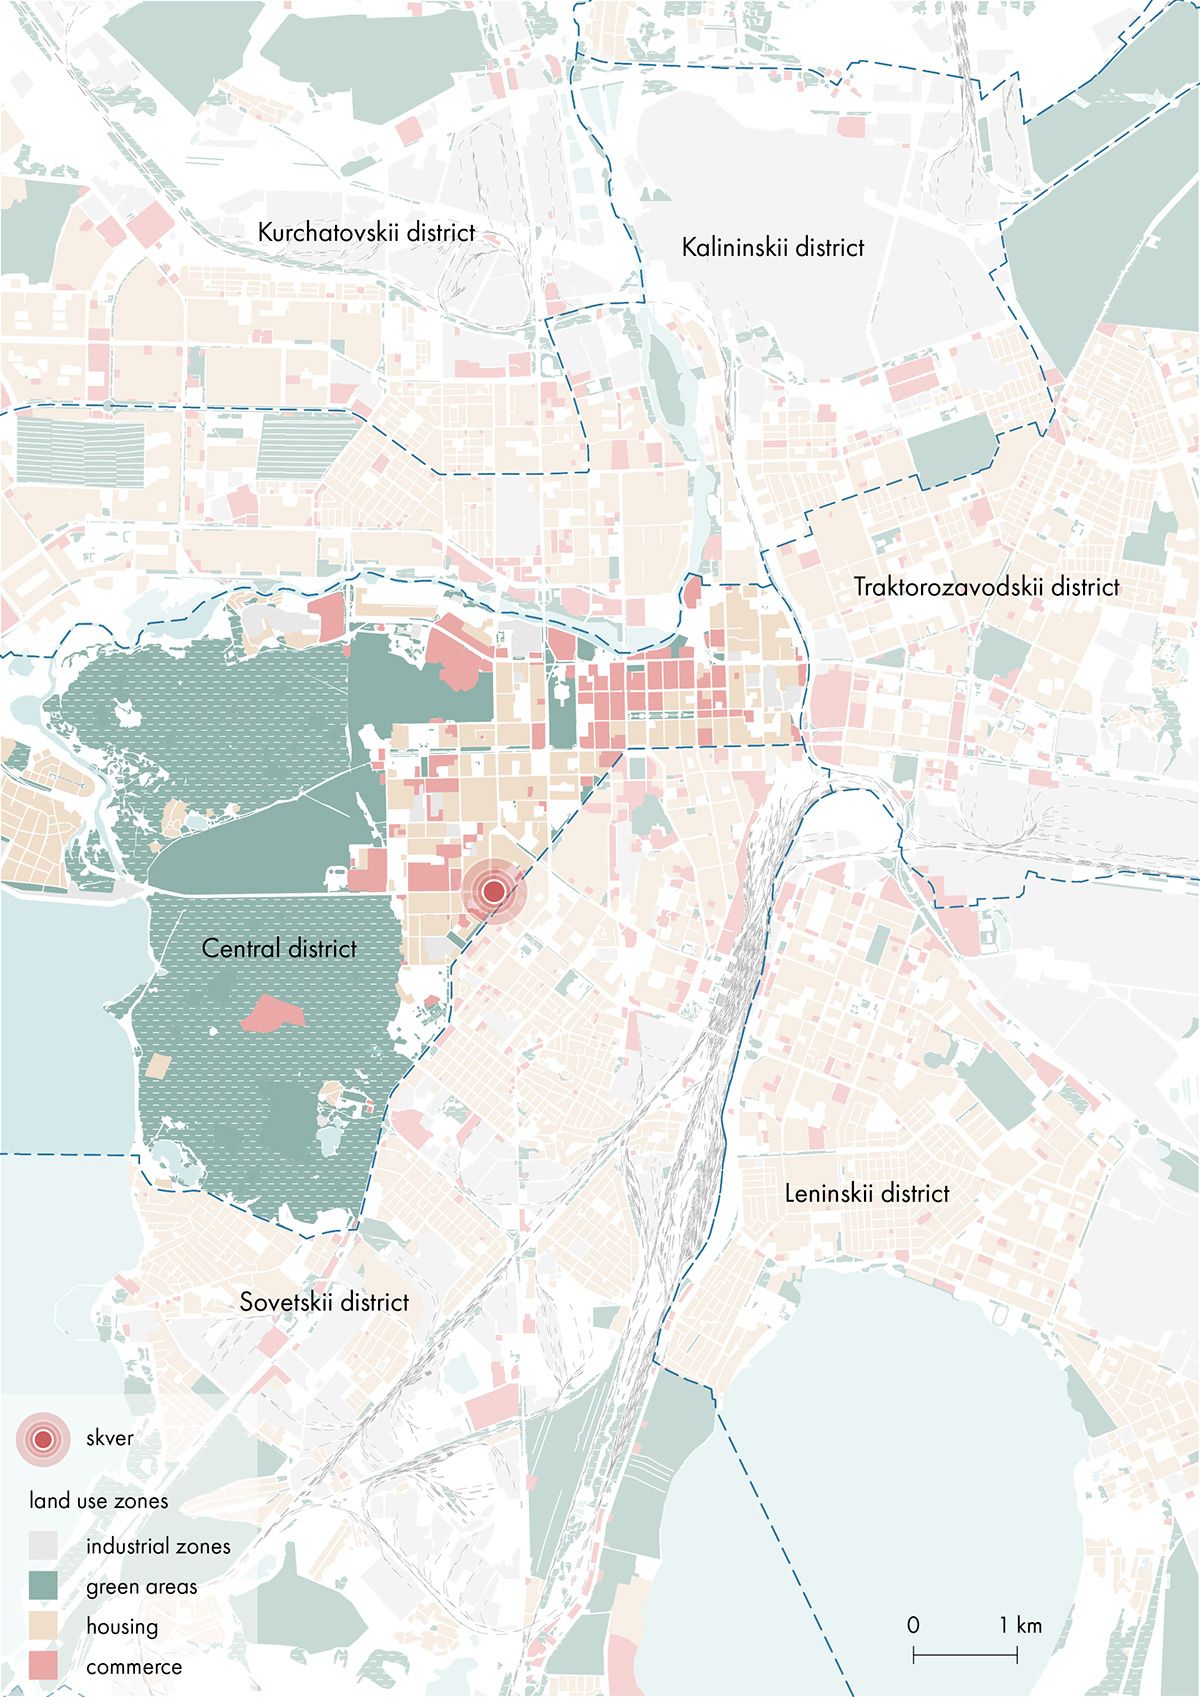 Kurchatovskii district
Kalininskii district
Traktorozavodskii district
Central district
Leninskii district
Sovetskii district
skver
land use zones
industrial zones
green areas
housing
commerce
0 1 km